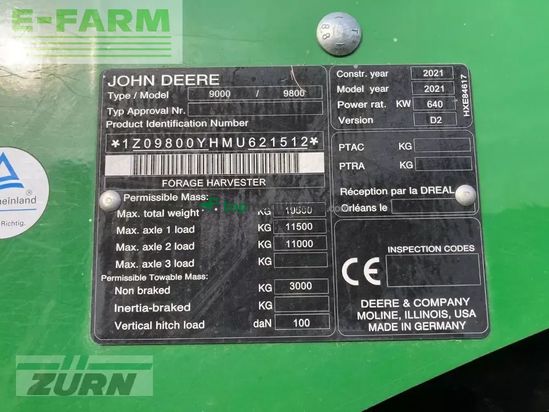 E-FARM
JOHN DEERE
Type / Model 9000 / 9800
Typ Approval Nr.
Product Identification Number
*1Z09800YHMU621512*
FORAGE HARVESTER
Permissible Mass:
Max. total weight KG
Max. axle 1 load KG 11500
Max. axle 2 load KG 11000
Max. axle 3 load KG
Permissible Towable Mass:
Non braked KG 3000
Inertia-braked KG
Vertical hitch load daN 100
Constr. year 2021
Model year 2021
Power rat. KW 640
Version D2
HXE84617
PTAC KG
PTRA KG
Réception par la DREAL
Orléans le
INSPECTION CODES
CE
DEERE & COMPANY
MOLINE, ILLINOIS, USA
MADE IN GERMANY
Rheinland
Richtig.
ZÜRN